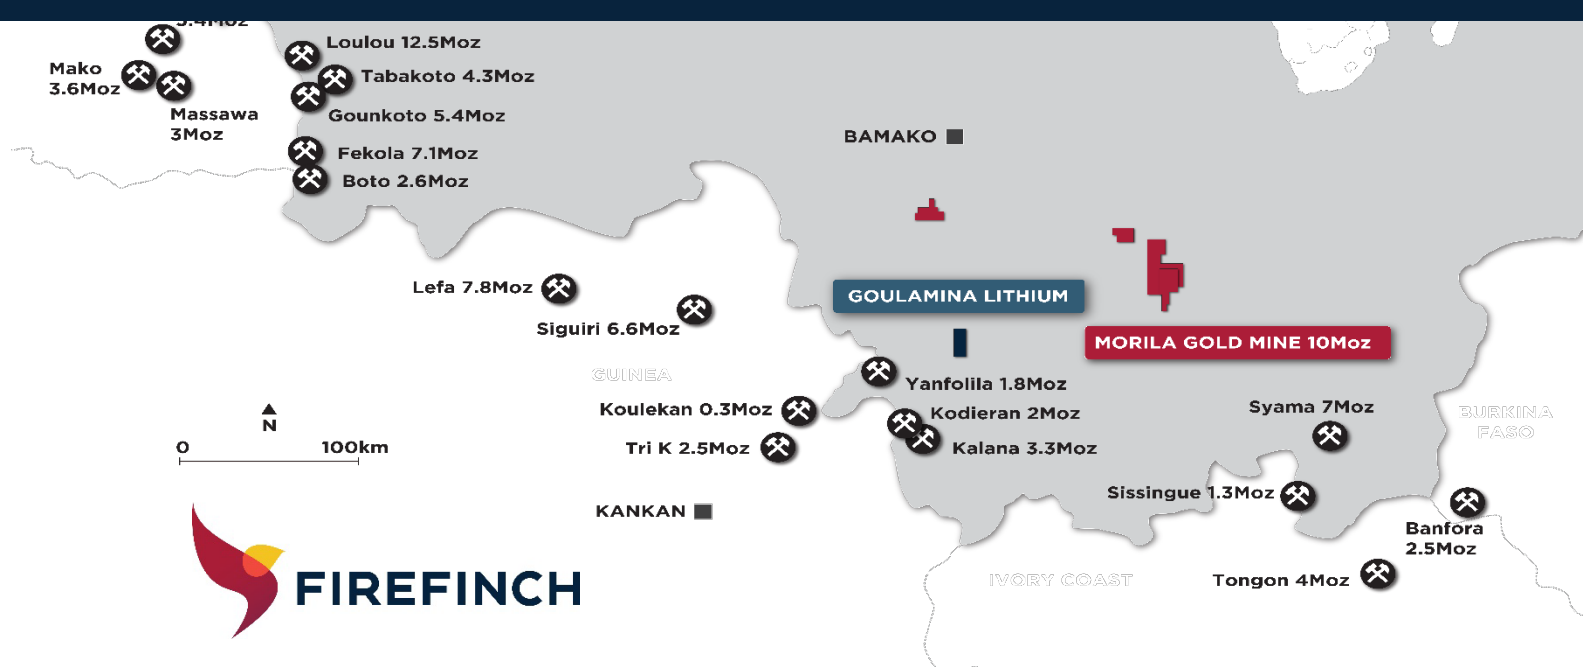 5.4Moz
Loulou 12.5Moz
Mako
3.6Moz
Tabakoto 4.3Moz
Massawa
3Moz
Gounkoto 5.4Moz
BAMAKO
Fekola 7.1Moz
Boto 2.6Moz
Lefa 7.8Moz
GOULAMINA LITHIUM
Siguiri 6.6Moz
MORILA GOLD MINE 10Moz
GUINEA
Yanfolila 1.8Moz
Koulekan 0.3Moz
Kodieran 2Moz
Syama 7Moz
BURKINA
FASO
N
0 100km
Tri K 2.5Moz
Kalana 3.3Moz
Sissingue 1.3Moz
KANKAN
Banfora
2.5Moz
IVORY COAST
Tongon 4Moz
FIREFINCH